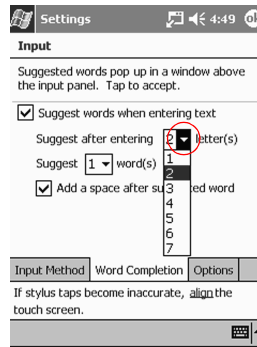 Settings 4:49 ok
Input
Suggested words pop up in a window above
the input panel. Tap to accept.
Suggest words when entering text
Suggest after entering 2 letter(s)
Suggest 1 word(s)
1
2
Add a space after su ted word
3
4
5
6
7
Input Method Word Completion Options
If stylus taps become inaccurate, align the
touch screen.